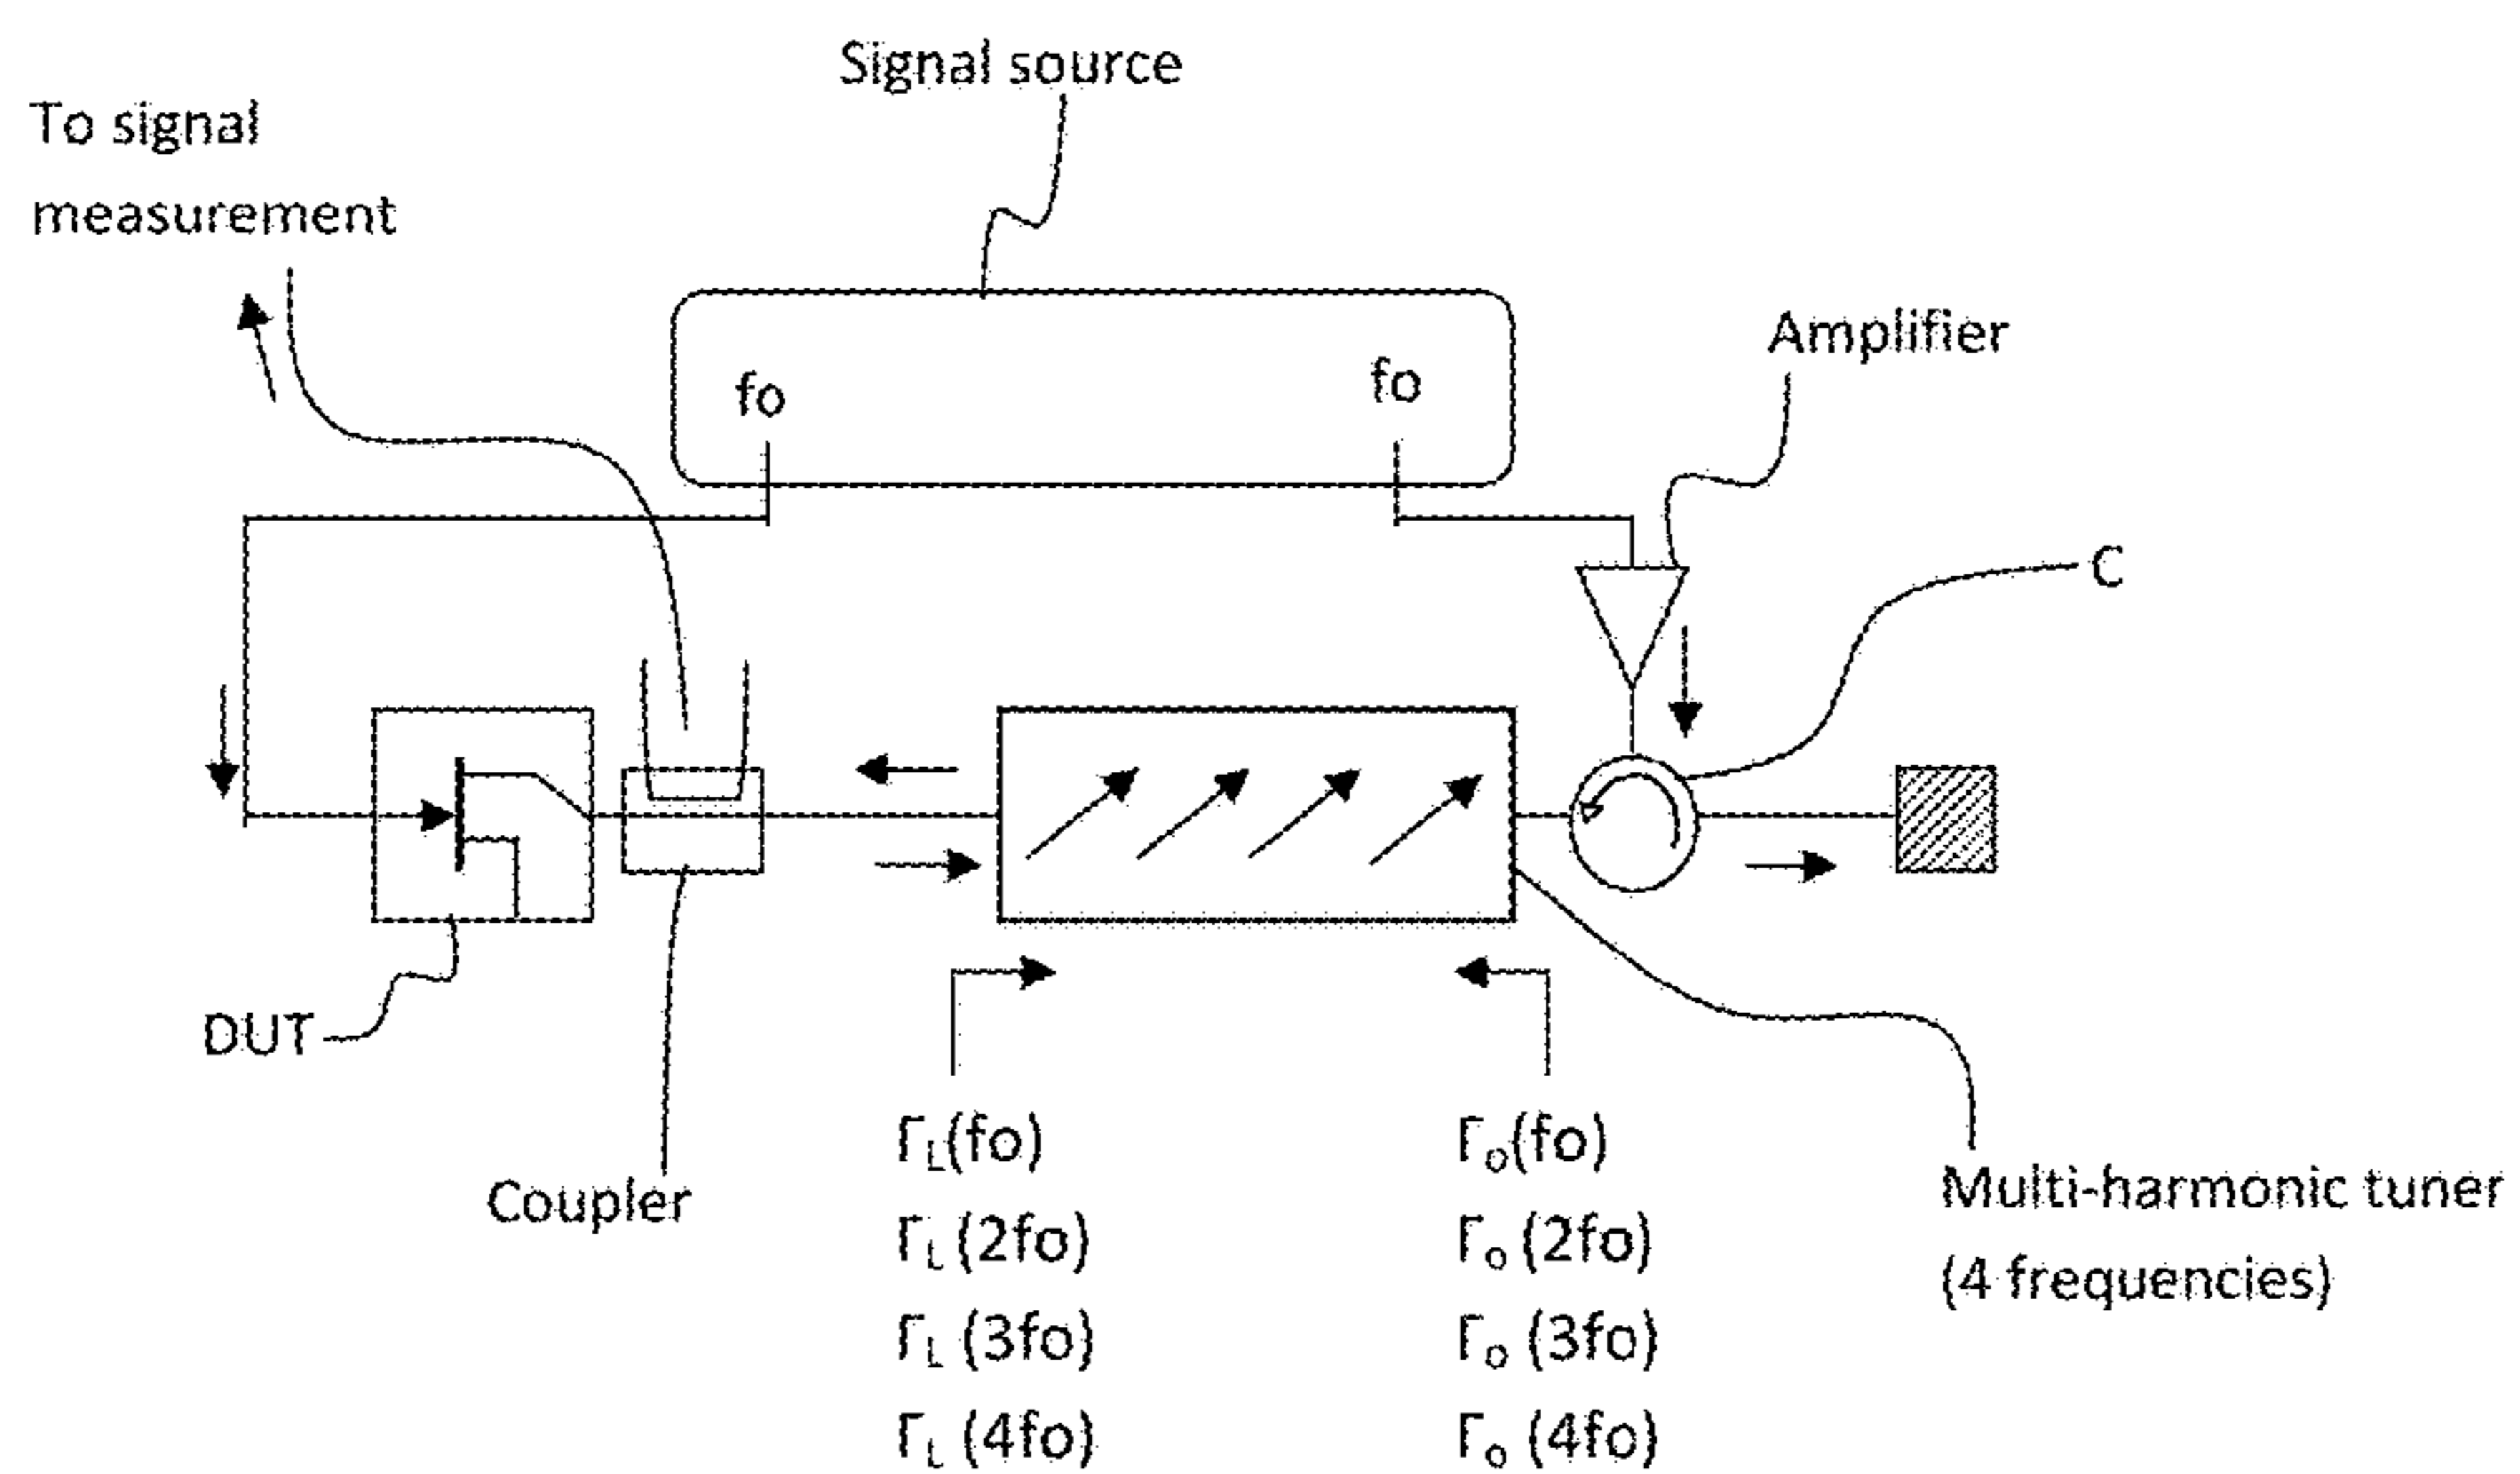 Signal source
To signal
measurement
Amplifier
fo
fo
C
DUT
Coupler
ΓL(fo)
ΓL (2fo)
ΓL (3fo)
ΓL (4fo)
Γo(fo)
Γo (2fo)
Γo (3fo)
Γo (4fo)
Multi-harmonic tuner
(4 frequencies)